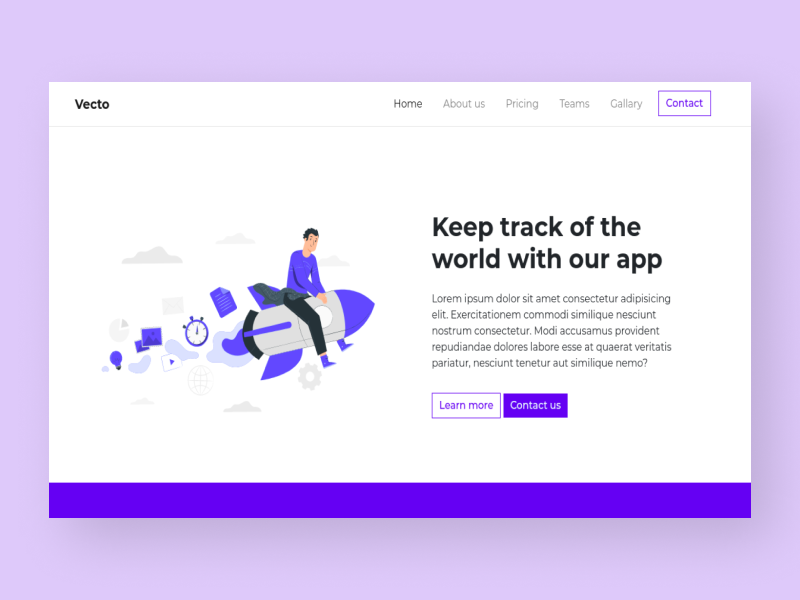 Vecto
Home About us Pricing Teams Gallary Contact
Keep track of the
world with our app
Lorem ipsum dolor sit amet consectetur adipisicing
elit. Exercitationem commodi similique nesciunt
nostrum consectetur. Modi accusamus provident
repudiandae dolores labore esse at quaerat veritatis
pariatur, nesciunt tenetur aut similique nemo?
Learn more Contact us